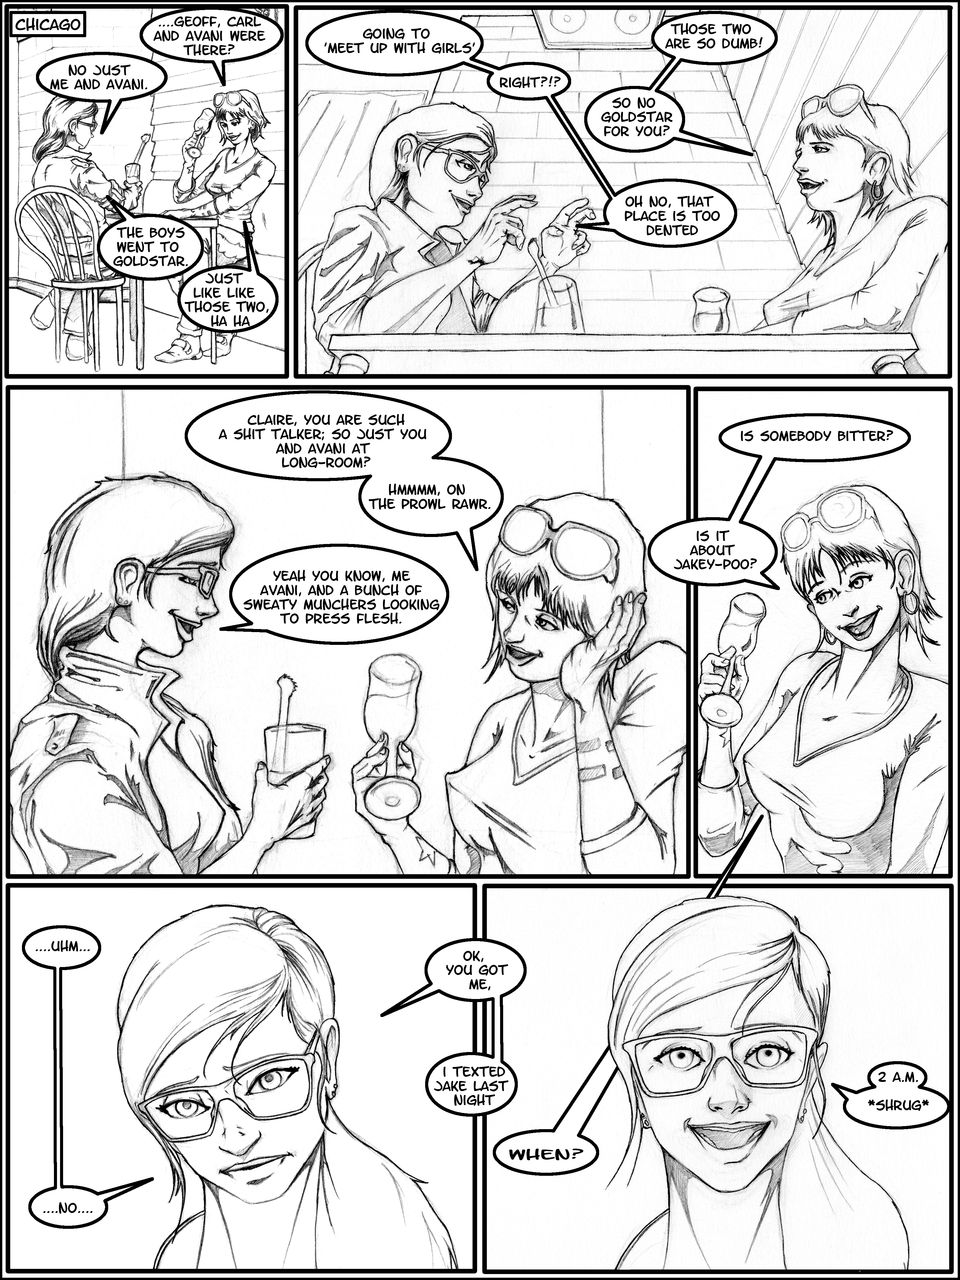 CHICAGO
....GEOFF, CARL
AND AVANI WERE
THERE?
NO JUST
ME AND AVANI.
THE BOYS
WENT TO
GOLDSTAR.
JUST
LIKE LIKE
THOSE TWO,
HA HA
GOING TO
'MEET UP WITH GIRLS'
RIGHT?!?
THOSE TWO
ARE SO DUMB!
SO NO
GOLDSTAR
FOR YOU?
OH NO, THAT
PLACE IS TOO
DENTED
CLAIRE, YOU ARE SUCH
A SHIT TALKER; SO JUST YOU
AND AVANI AT
LONG-ROOM?
HMMMM, ON
THE PROWL RAWR.
YEAH YOU KNOW, ME
AVANI, AND A BUNCH OF
SWEATY MUNCHERS LOOKING
TO PRESS FLESH.
IS SOMEBODY BITTER?
IS IT
ABOUT
JAKEY-POO?
....UHM...
....NO....
OK,
YOU GOT
ME,
I TEXTED
JAKE LAST
NIGHT
WHEN?
2 A.M.
*SHRUG*